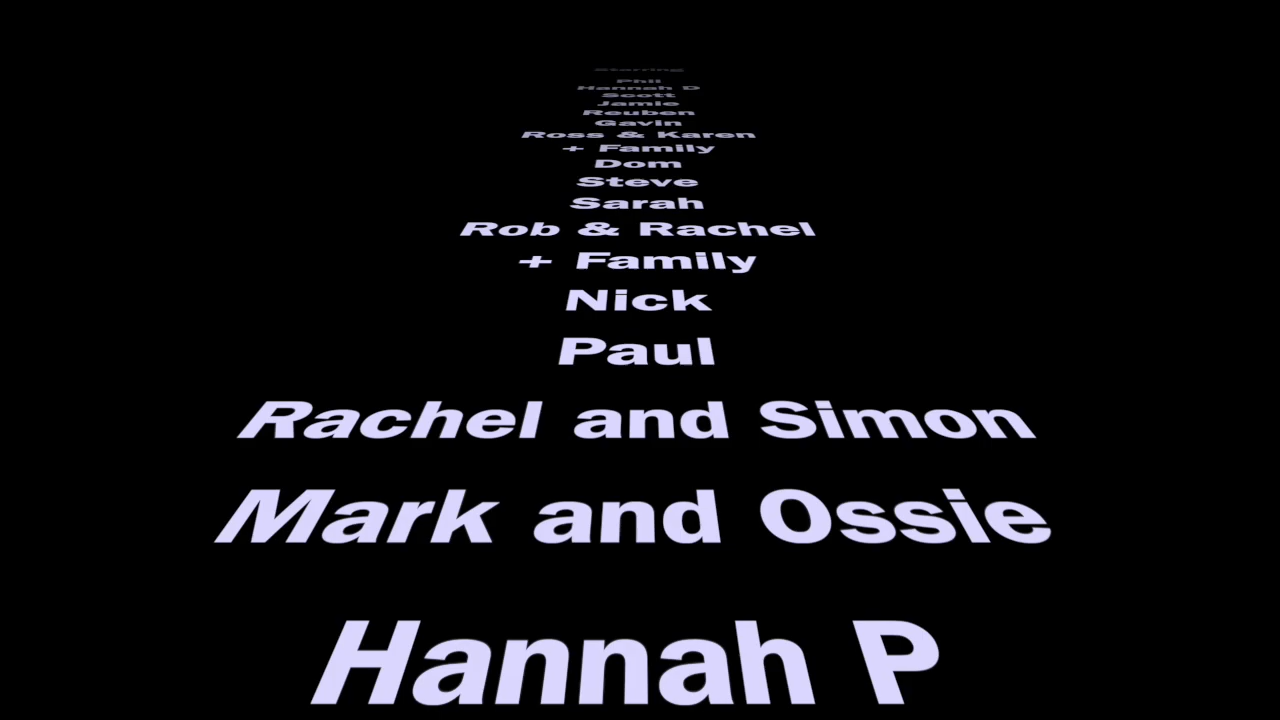 Starring
Phil
Hannah D
Scott
Jamie
Reuben
Gavin
Ross & Karen
+ Family
Dom
Steve
Sarah
Rob & Rachel
+ Family
Nick
Paul
Rachel and Simon
Mark and Ossie
Hannah P